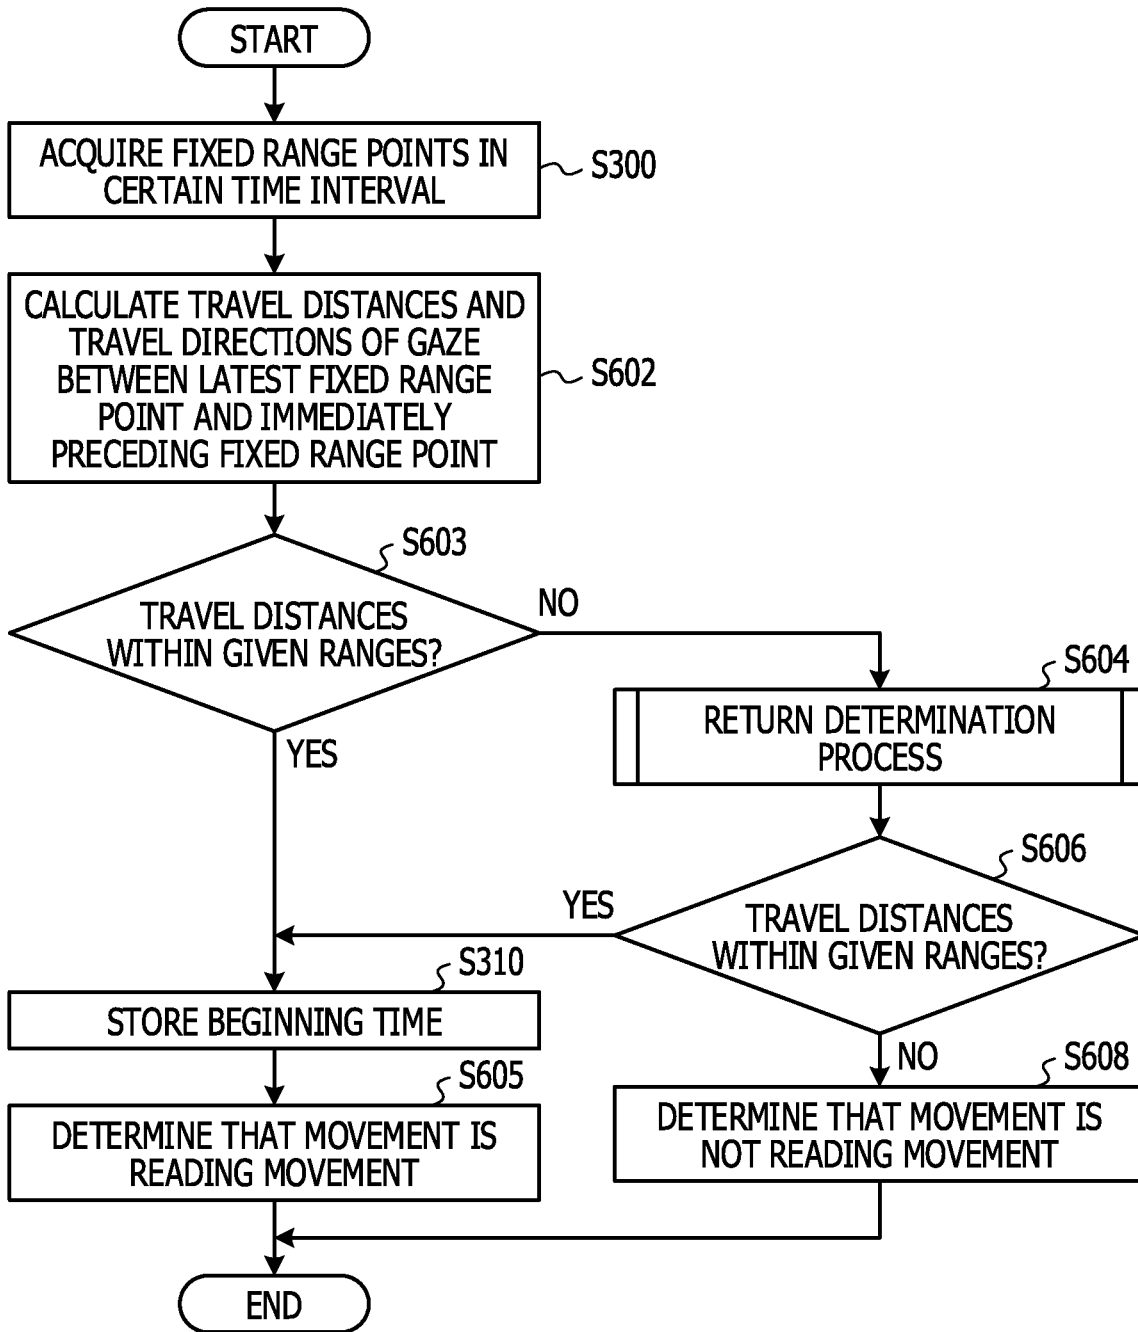 START
ACQUIRE FIXED RANGE POINTS IN
CERTAIN TIME INTERVAL
S300
CALCULATE TRAVEL DISTANCES AND
TRAVEL DIRECTIONS OF GAZE
BETWEEN LATEST FIXED RANGE
POINT AND IMMEDIATELY
PRECEDING FIXED RANGE POINT
S602
S603
TRAVEL DISTANCES
WITHIN GIVEN RANGES?
NO
YES
S604
RETURN DETERMINATION
PROCESS
S606
TRAVEL DISTANCES
WITHIN GIVEN RANGES?
YES
NO
S310
STORE BEGINNING TIME
S605
DETERMINE THAT MOVEMENT IS
READING MOVEMENT
S608
DETERMINE THAT MOVEMENT IS
NOT READING MOVEMENT
END